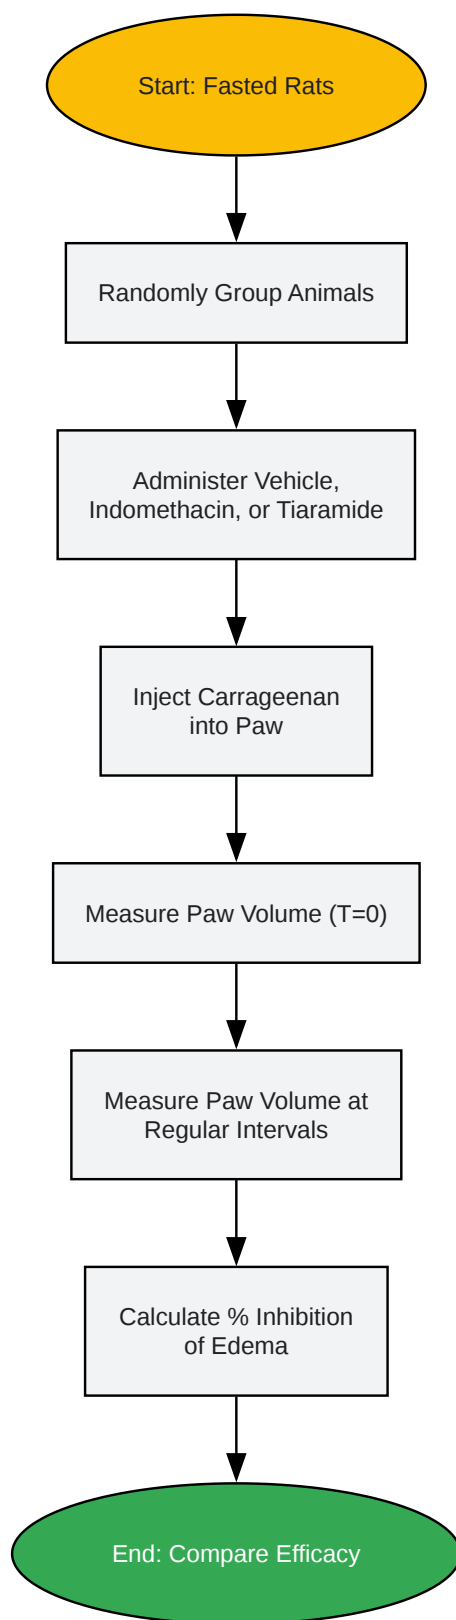 Start: Fasted Rats
Randomly Group Animals
Administer Vehicle,
Indomethacin, or Tiaramide
Inject Carrageenan
into Paw
Measure Paw Volume (T=0)
Measure Paw Volume at
Regular Intervals
Calculate % Inhibition
of Edema
End: Compare Efficacy